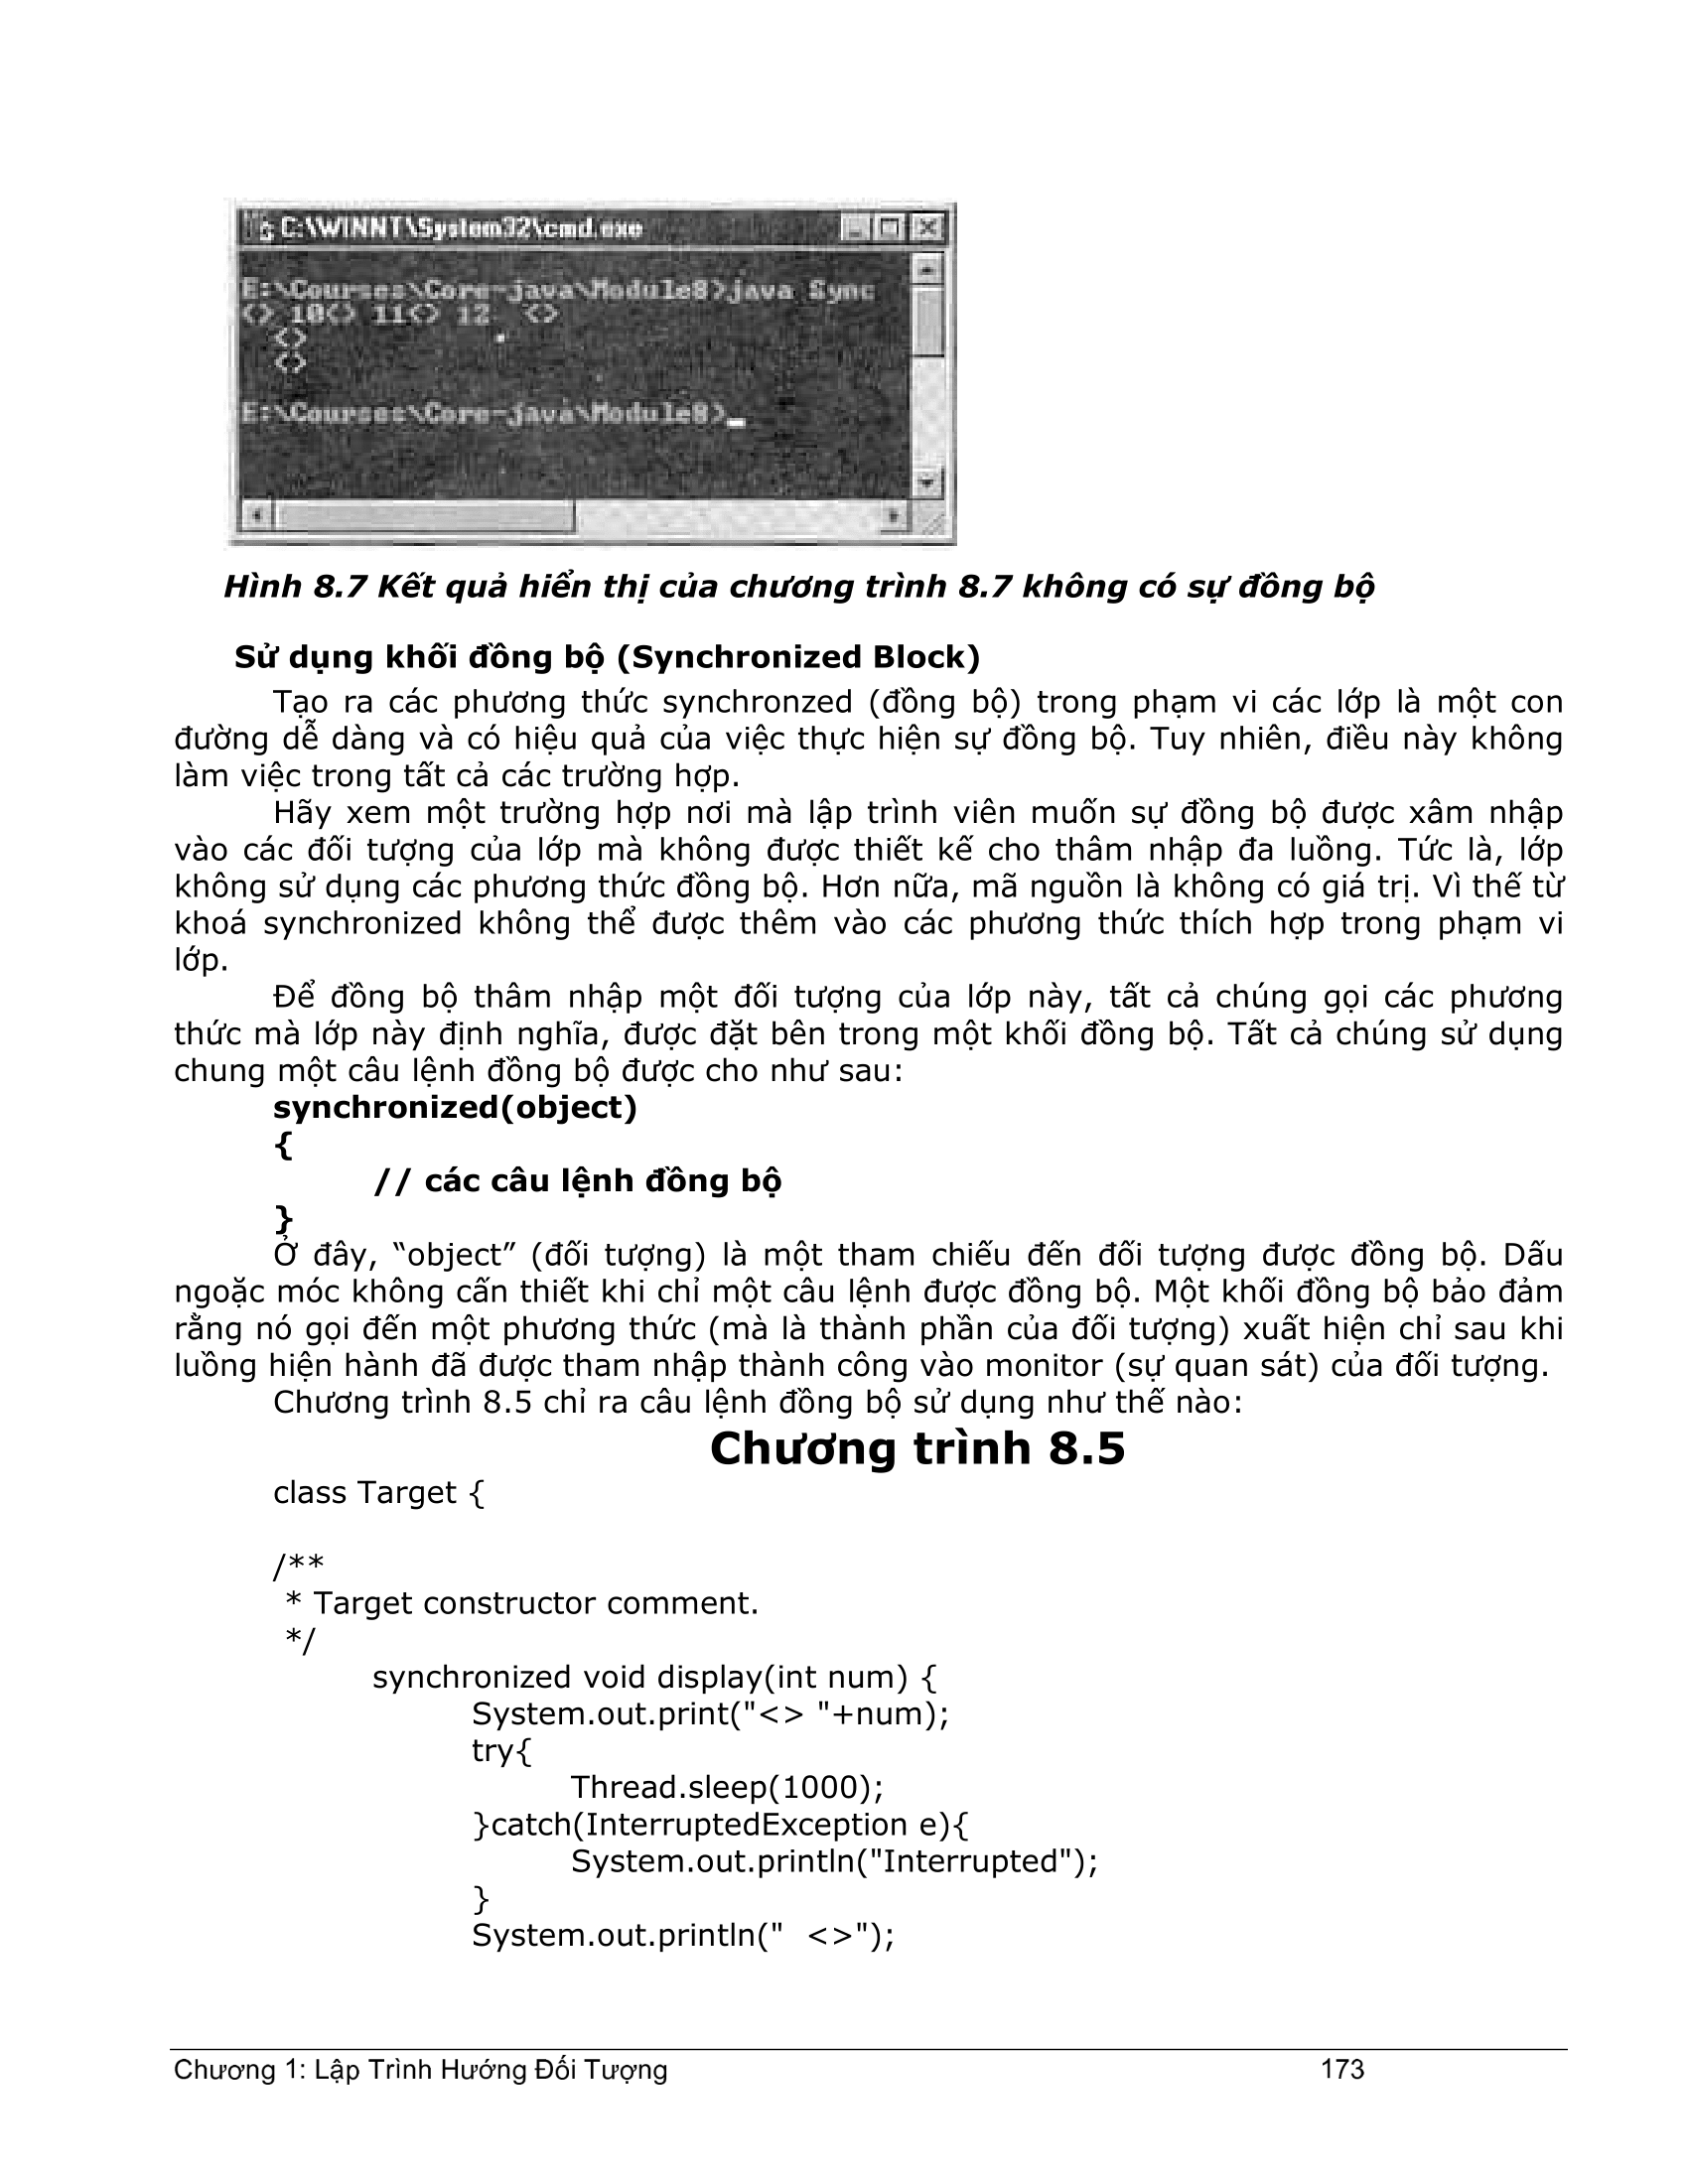 C:\WINNT\System32\cmd.exe
E:\Courses\Core-java\Module8>java Sync
<> 10<> 11<> 12  <>
<>
<>
E:\Courses\Core-java\Module8>
Hình 8.7 Kết quả hiển thị của chương trình 8.7 không có sự đồng bộ
Sử dụng khối đồng bộ (Synchronized Block)
Tạo ra các phương thức synchronzed (đồng bộ) trong phạm vi các lớp là một con
đường dễ dàng và có hiệu quả của việc thực hiện sự đồng bộ. Tuy nhiên, điều này không
làm việc trong tất cả các trường hợp.
Hãy xem một trường hợp nơi mà lập trình viên muốn sự đồng bộ được xâm nhập
vào các đối tượng của lớp mà không được thiết kế cho thâm nhập đa luồng. Tức là, lớp
không sử dụng các phương thức đồng bộ. Hơn nữa, mã nguồn là không có giá trị. Vì thế từ
khoá synchronized không thể được thêm vào các phương thức thích hợp trong phạm vi
lớp.
Để đồng bộ thâm nhập một đối tượng của lớp này, tất cả chúng gọi các phương
thức mà lớp này định nghĩa, được đặt bên trong một khối đồng bộ. Tất cả chúng sử dụng
chung một câu lệnh đồng bộ được cho như sau:
synchronized(object)
{
// các câu lệnh đồng bộ
}
Ở đây, “object” (đối tượng) là một tham chiếu đến đối tượng được đồng bộ. Dấu
ngoặc móc không cấn thiết khi chỉ một câu lệnh được đồng bộ. Một khối đồng bộ bảo đảm
rằng nó gọi đến một phương thức (mà là thành phần của đối tượng) xuất hiện chỉ sau khi
luồng hiện hành đã được tham nhập thành công vào monitor (sự quan sát) của đối tượng.
Chương trình 8.5 chỉ ra câu lệnh đồng bộ sử dụng như thế nào:
Chương trình 8.5
class Target {
/**
* Target constructor comment.
*/
synchronized void display(int num) {
System.out.print("<> "+num);
try{
Thread.sleep(1000);
}catch(InterruptedException e){
System.out.println("Interrupted");
}
System.out.println("  <>");
Chương 1: Lập Trình Hướng Đối Tượng 173